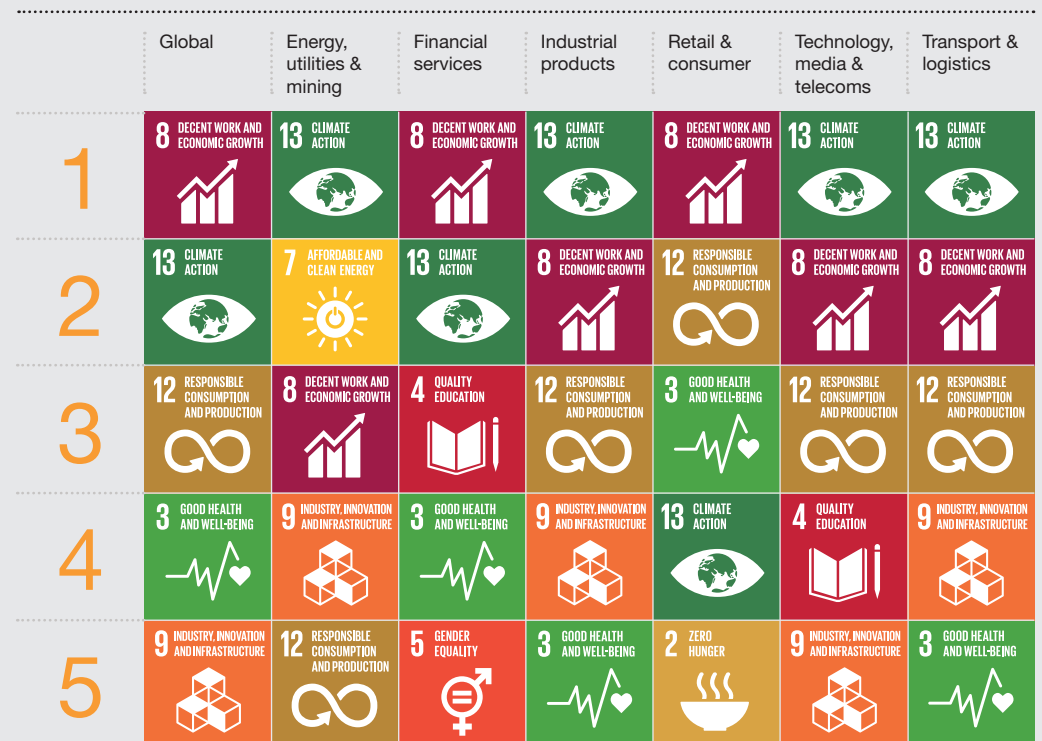 Global
Energy,
utilities &
mining
Financial
services
Industrial
products
Retail &
consumer
Technology,
media &
telecoms
Transport &
logistics
1
8 DECENT WORK AND
ECONOMIC GROWTH
13 CLIMATE
ACTION
8 DECENT WORK AND
ECONOMIC GROWTH
13 CLIMATE
ACTION
8 DECENT WORK AND
ECONOMIC GROWTH
13 CLIMATE
ACTION
13 CLIMATE
ACTION
2
13 CLIMATE
ACTION
7 AFFORDABLE AND
CLEAN ENERGY
13 CLIMATE
ACTION
8 DECENT WORK AND
ECONOMIC GROWTH
12 RESPONSIBLE
CONSUMPTION
AND PRODUCTION
8 DECENT WORK AND
ECONOMIC GROWTH
8 DECENT WORK AND
ECONOMIC GROWTH
3
12 RESPONSIBLE
CONSUMPTION
AND PRODUCTION
8 DECENT WORK AND
ECONOMIC GROWTH
4 QUALITY
EDUCATION
12 RESPONSIBLE
CONSUMPTION
AND PRODUCTION
3 GOOD HEALTH
AND WELL-BEING
12 RESPONSIBLE
CONSUMPTION
AND PRODUCTION
12 RESPONSIBLE
CONSUMPTION
AND PRODUCTION
4
3 GOOD HEALTH
AND WELL-BEING
9 INDUSTRY, INNOVATION
AND INFRASTRUCTURE
3 GOOD HEALTH
AND WELL-BEING
9 INDUSTRY, INNOVATION
AND INFRASTRUCTURE
13 CLIMATE
ACTION
4 QUALITY
EDUCATION
9 INDUSTRY, INNOVATION
AND INFRASTRUCTURE
5
9 INDUSTRY, INNOVATION
AND INFRASTRUCTURE
12 RESPONSIBLE
CONSUMPTION
AND PRODUCTION
5 GENDER
EQUALITY
3 GOOD HEALTH
AND WELL-BEING
2 ZERO
HUNGER
9 INDUSTRY, INNOVATION
AND INFRASTRUCTURE
3 GOOD HEALTH
AND WELL-BEING